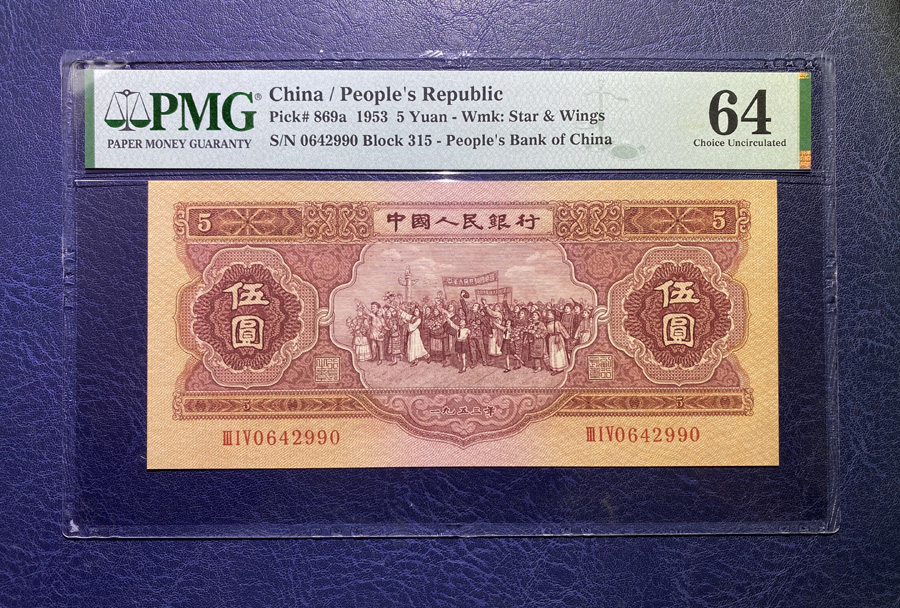 PMG®
PAPER MONEY GUARANTY
China / People's Republic
Pick# 869a 1953 5 Yuan - Wmk: Star & Wings
S/N 0642990 Block 315 - People's Bank of China
64
Choice Uncirculated
5
中國人民銀行
5
伍圓
伍圓
5
一九五三年
5
ⅢⅠⅤ0642990
ⅢⅠⅤ0642990